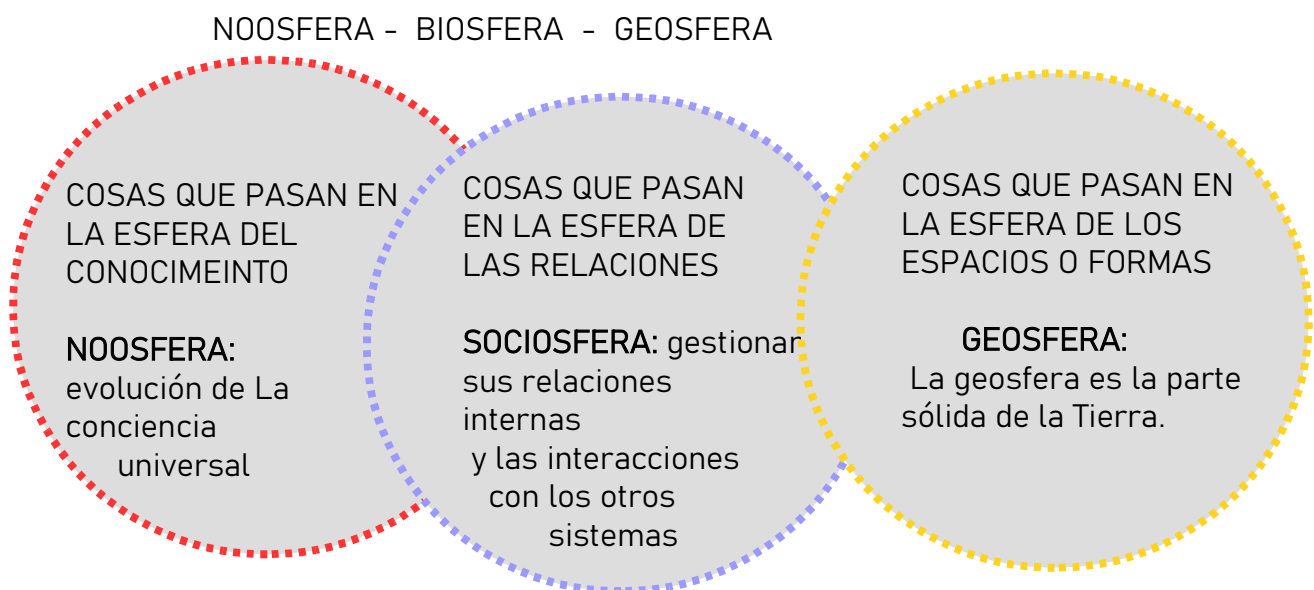 NOOSFERA - BIOSFERA - GEOSFERA
COSAS QUE PASAN EN
LA ESFERA DEL
CONOCIMEINTO
NOOSFERA:
evolución de La
conciencia
universal
COSAS QUE PASAN
EN LA ESFERA DE
LAS RELACIONES
SOCIOSFERA: gestionar
sus relaciones
internas
y las interacciones
con los otros
sistemas
COSAS QUE PASAN EN
LA ESFERA DE LOS
ESPACIOS O FORMAS
GEOSFERA:
La geosfera es la parte
sólida de la Tierra.